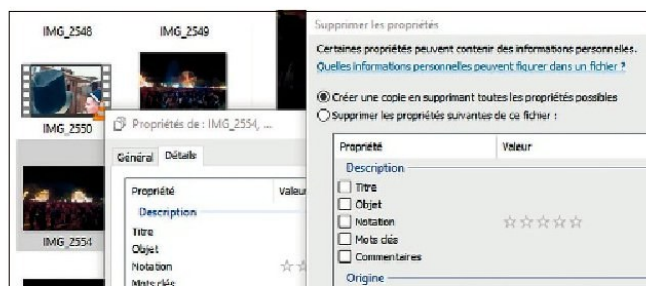 IMG_2548
IMG_2549
IMG_2550
IMG_2554
Propriétés de : IMG_2554, ...
Général
Détails
Propriété
Valeur
Description
Titre
Objet
Notation
Mots clés
Supprimer les propriétés
Certaines propriétés peuvent contenir des informations personnelles.
Quelles informations personnelles peuvent figurer dans un fichier ?
Créer une copie en supprimant toutes les propriétés possibles
Supprimer les propriétés suivantes de ce fichier :
Propriété
Valeur
Description
Titre
Objet
Notation
Mots clés
Commentaires
Origine